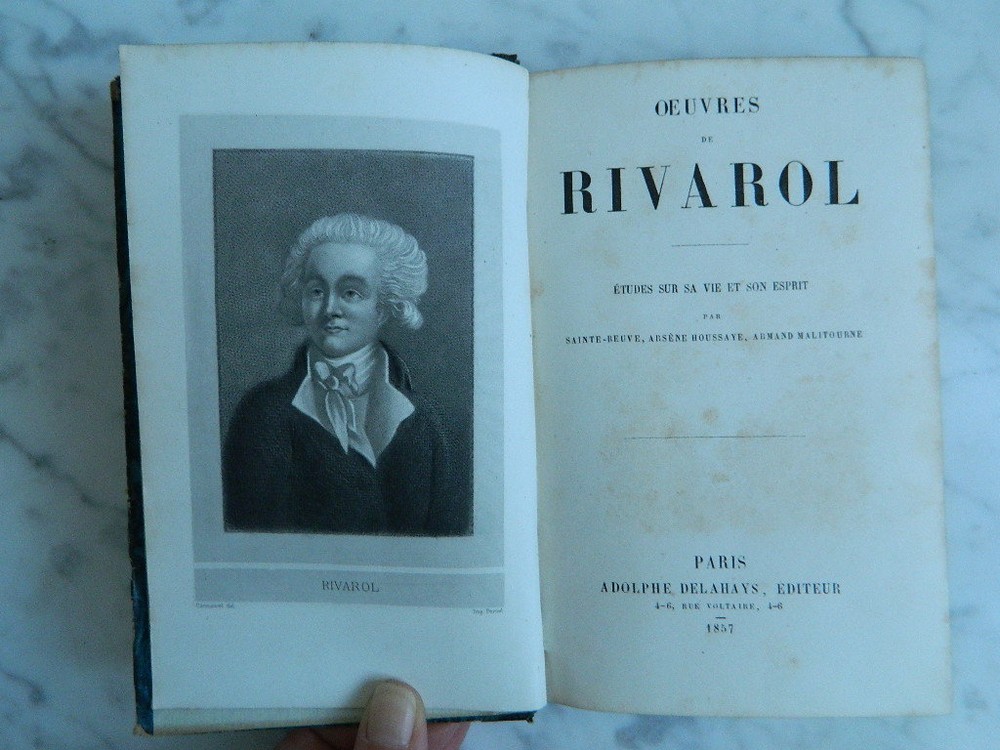 RIVAROL
OEUVRES
DE
RIVAROL
ÉTUDES SUR SA VIE ET SON ESPRIT
PAR
SAINTE-BEUVE, ARSÈNE HOUSSAYE, ARMAND MALITOURNE
PARIS
ADOLPHE DELAHAYS, EDITEUR
4-6, RUE VOLTAIRE, 4-6
1857